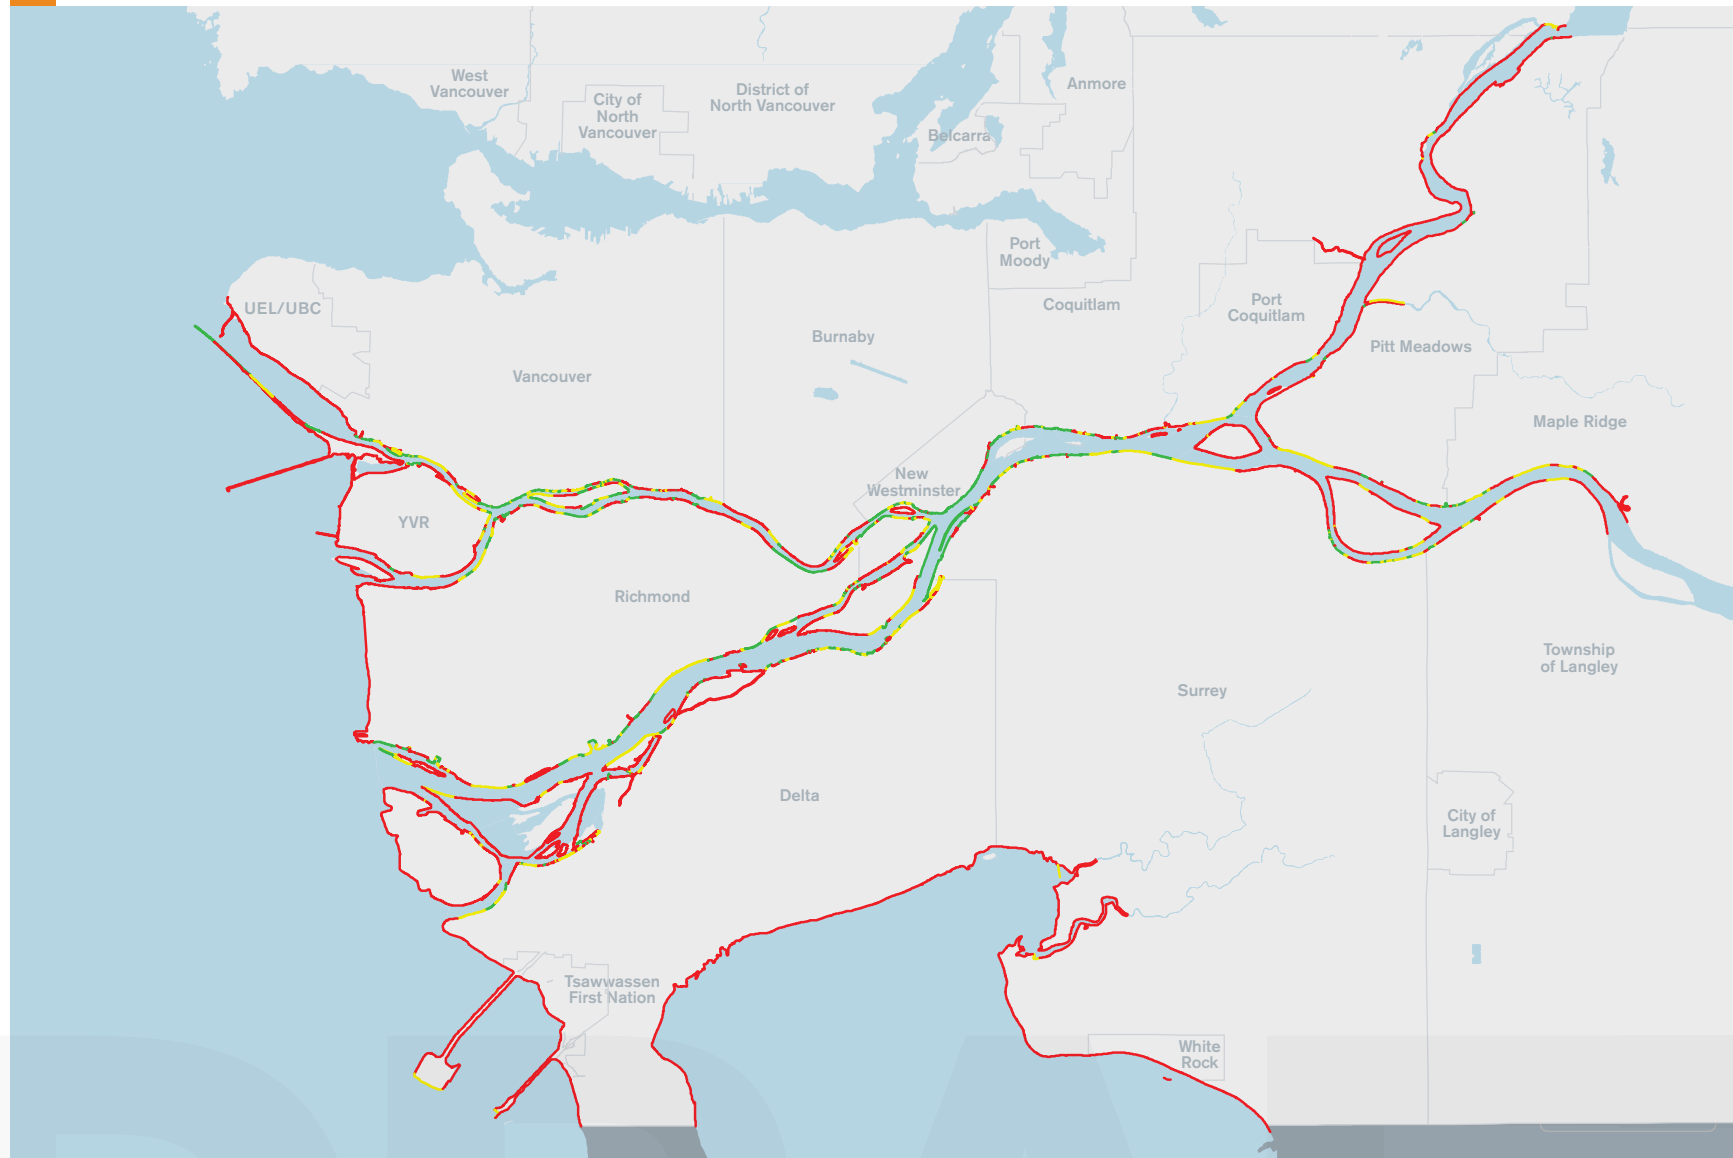 West
Vancouver
City of
North
Vancouver
District of
North Vancouver
Anmore
Belcarra
Port
Moody
UEL/UBC
Coquitlam
Port
Coquitlam
Burnaby
Pitt Meadows
Vancouver
Maple Ridge
New
Westminster
YVR
Richmond
Township
of Langley
Surrey
Delta
City of
Langley
Tsawwassen
First Nation
White
Rock